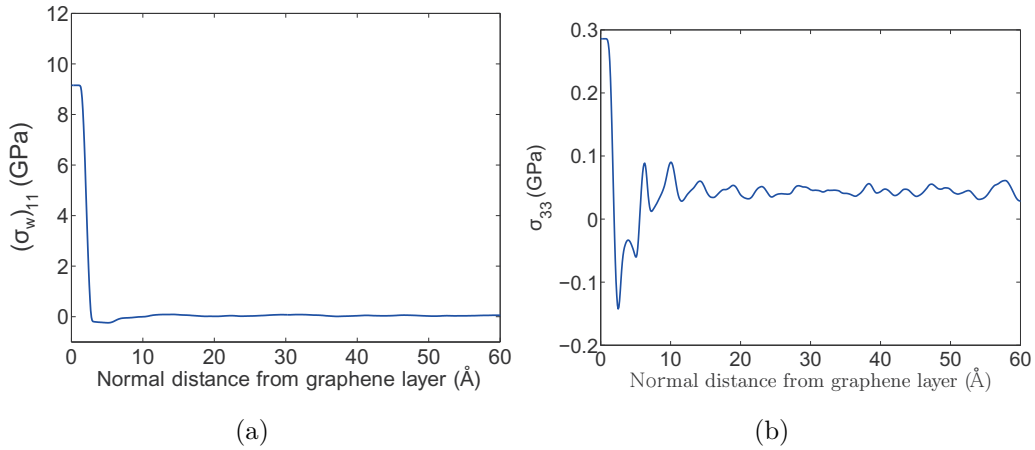 12
10
8
6
4
2
0
(σw)11 (GPa)
0 10 20 30 40 50 60
Normal distance from graphene layer (Å)
(a)
0.3
0.2
0.1
0
−0.1
−0.2
σ33 (GPa)
0 10 20 30 40 50 60
Normal distance from graphene layer (Å)
(b)